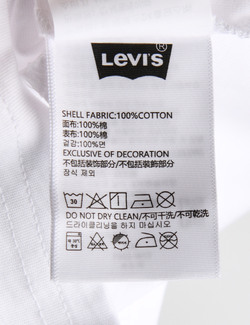 LEVI'S®
SHELL FABRIC:100%COTTON
面布:100%棉
表布:100%棉
겉감:100%면
EXCLUSIVE OF DECORATION
不包括装饰部分/不包括裝飾部分
장식 제외
30
DO NOT DRY CLEAN/不可干洗/不可乾洗
드라이클리닝을 하지 마십시오